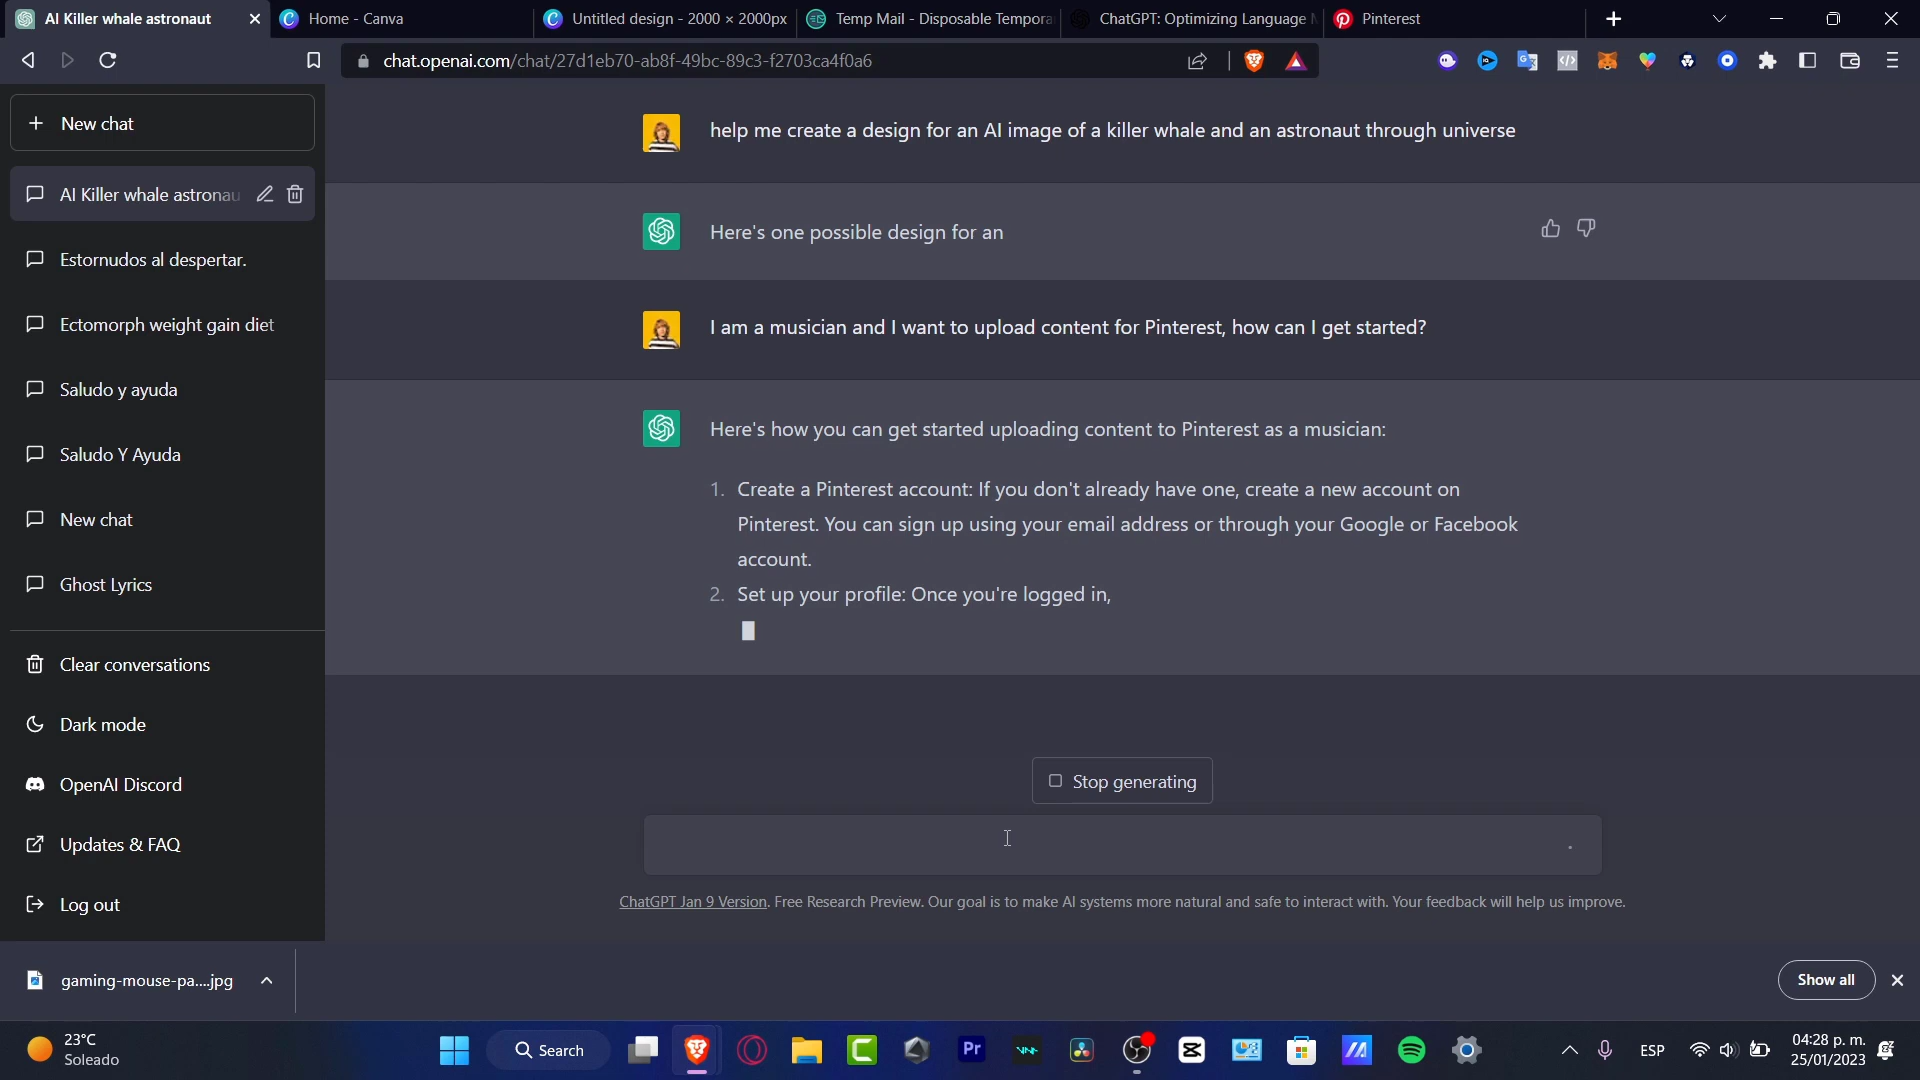 AI Killer whale astronaut
Home - Canva
Untitled design - 2000 × 2000px
Temp Mail - Disposable Tempora
ChatGPT: Optimizing Language
Pinterest
chat.openai.com/chat/27d1eb70-ab8f-49bc-89c3-f2703ca4f0a6
New chat
AI Killer whale astronau
Estornudos al despertar.
Ectomorph weight gain diet
Saludo y ayuda
Saludo Y Ayuda
New chat
Ghost Lyrics
Clear conversations
Dark mode
OpenAI Discord
Updates & FAQ
Log out
help me create a design for an AI image of a killer whale and an astronaut through universe
Here's one possible design for an
I am a musician and I want to upload content for Pinterest, how can I get started?
Here's how you can get started uploading content to Pinterest as a musician:
1. Create a Pinterest account: If you don't already have one, create a new account on
Pinterest. You can sign up using your email address or through your Google or Facebook
account.
2. Set up your profile: Once you're logged in,
Stop generating
ChatGPT Jan 9 Version. Free Research Preview. Our goal is to make AI systems more natural and safe to interact with. Your feedback will help us improve.
gaming-mouse-pa....jpg
Show all
23°C
Soleado
Search
Pr
ESP
04:28 p. m.
25/01/2023